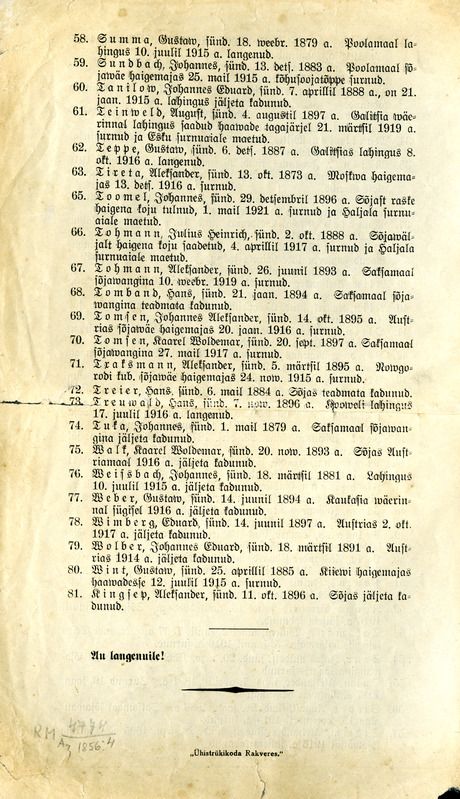 58. Summa, Gustaw, sünd. 18. weebr. 1879 a. Poolamaal la-
hingus 10. juulil 1915 a. langenud.
59. Sundbach, Johannes, sünd. 13. dets. 1883 a. Poolamaal sõ-
jawäe haigemajas 25. mail 1915 a. kõhusoojatõppe surnud.
60. Tanilow, Johannes Eduard, sünd. 7. aprillil 1888 a., on 21.
jaan. 1915 a. lahingus jäljeta kadunud.
61. Teinweld, August, sünd. 4. augustil 1897 a. Galitsia wäe-
rinnal lahingus saadud haawade tagajärjel 21. märtsil 1919 a.
surnud ja Esku surnuaiale maetud.
62. Teppe, Gustaw, sünd. 6. dets. 1887 a. Galitsias lahingus 8.
okt. 1916 a. langenud.
63. Tireta, Aleksander, sünd. 13. okt. 1873 a. Moskwa haigema-
jas 13. dets. 1916 a. surnud.
65. Toomel, Johannes, sünd. 29. detsembril 1896 a. Sõjast raske
haigena koju tulnud, 1. mail 1921 a. surnud ja Haljala surnu-
aiale maetud.
66. Tohmann, Julius Heinrich, sünd. 2. okt. 1888 a. Sõjawäl-
jalt haigena koju saadetud, 4. aprillil 1917 a. surnud ja Haljala
surnuaiale maetud.
67. Tohmann, Aleksander, sünd. 26. juunil 1893 a. Saksamaal
sõjawangina 10. weebr. 1919 a. surnud.
68. Tomband, Hans, sünd. 21. jaan. 1894 a. Saksamaal sõja-
wangina teadmata kadunud.
69. Tomsen, Johannes Aleksander, sünd. 14. okt. 1895 a. Aust-
rias sõjawäe haigemajas 20. jaan. 1916 a. surnud.
70. Tomsen, Kaarel Woldemar, sünd. 20. sept. 1897 a. Saksamaal
sõjawangina 27. mail 1917 a. surnud.
71. Traksmann, Aleksander, sünd. 5. märtsil 1895 a. Nowgo-
rodi kub. sõjawäe haigemajas 24. now. 1915 a. surnud.
72. Treier, Hans, sünd. 6. mail 1884 a. Sõjas teadmata kadunud.
73. Treuwald, Hans, sünd. 7. now. 1896 a. Kooweli lahingus
17. juulil 1916 a. langenud.
74. Tuka, Johannes, sünd. 1. mail 1879 a. Saksamaal sõjawan-
gina jäljeta kadunud.
75. Walk, Kaarel Woldemar, sünd. 20. now. 1893 a. Sõjas Aust-
riamaal 1916 a. jäljeta kadunud.
76. Weissbach, Johannes, sünd. 18. märtsil 1881 a. Lahingus
10. juulil 1915 a. jäljeta kadunud.
77. Weber, Gustaw, sünd. 14. juunil 1894 a. Kaukasia wäerin-
nal sügisel 1916 a. jäljeta kadunud.
78. Wimberg, Eduard, sünd. 14. juunil 1897 a. Austrias 2. okt.
1917 a. jäljeta kadunud.
79. Wolber, Johannes Eduard, sünd. 18. märtsil 1891 a. Aust-
rias 1914 a. jäljeta kadunud.
80. Wint, Gustaw, sünd. 25. aprillil 1885 a. Kiiewi haigemajas
haawadesse 12. juulil 1915 a. surnud.
81. Kingsep, Aleksander, sünd. 11. okt. 1896 a. Sõjas jäljeta ka-
dunud.
Au langenuile!
RM 4774
Aj 1856:4
„Ühistrükikoda Rakveres.“